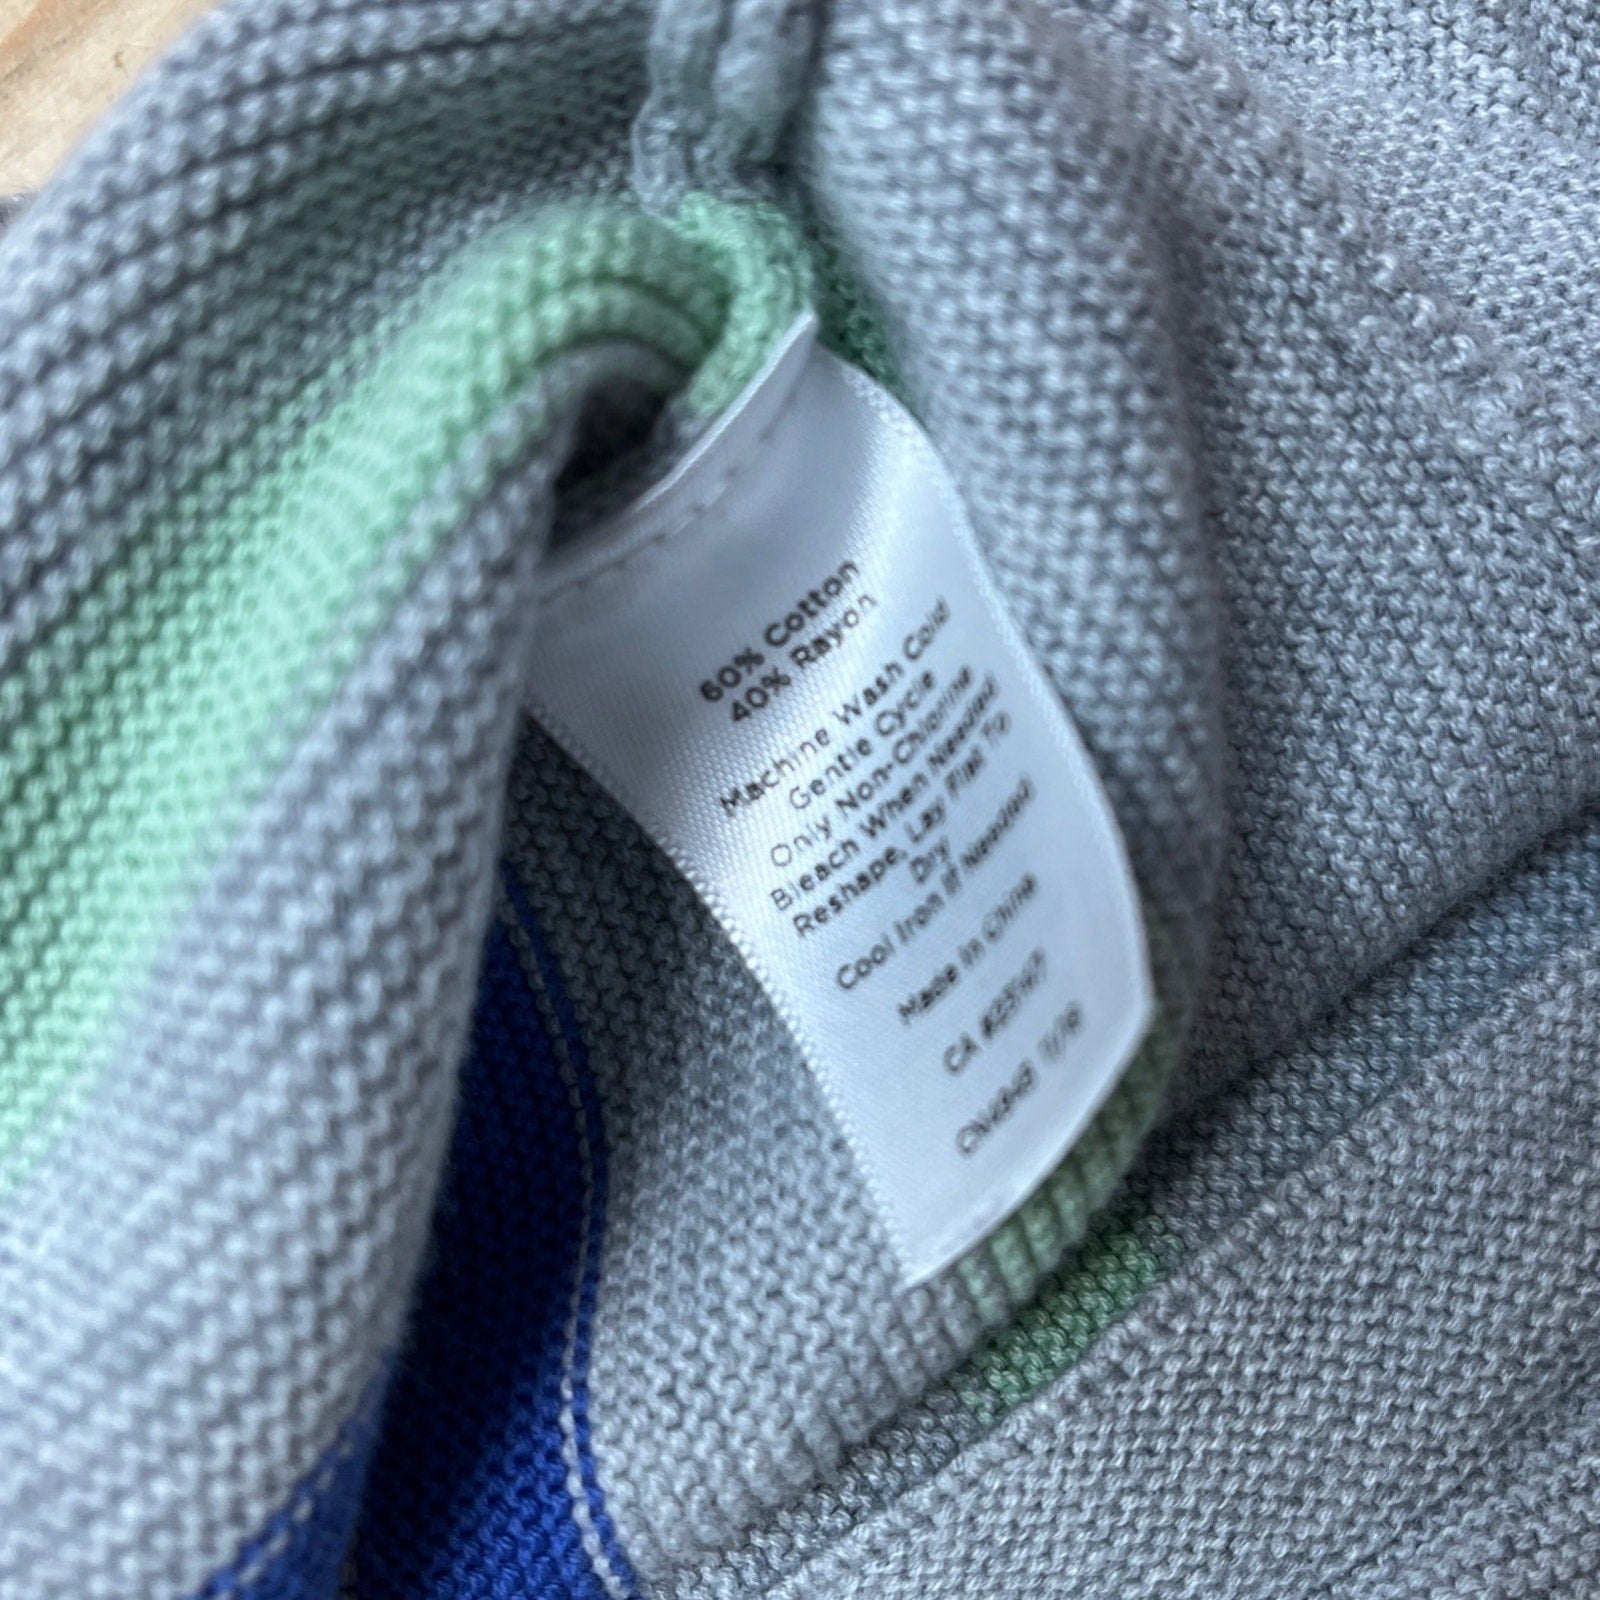 60% Cotton
40% Rayon
Machine Wash Cold
Gentle Cycle
Only Non-Chlorine
Bleach When Needed
Reshape, Lay Flat To
Dry
Cool Iron If Needed
Made in China
CA